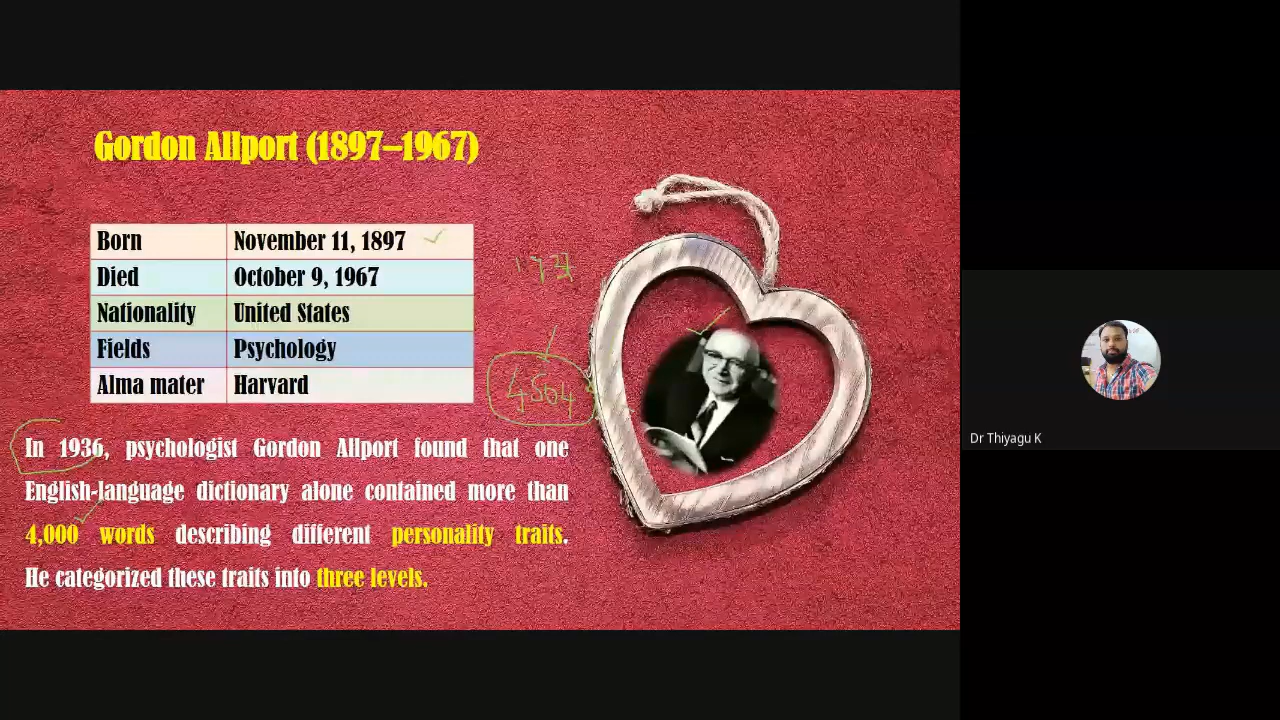 Gordon Allport (1897–1967)
Born November 11, 1897
Died October 9, 1967
Nationality United States
Fields Psychology
Alma mater Harvard
4504
In 1936, psychologist Gordon Allport found that one
English-language dictionary alone contained more than
4,000 words describing different personality traits.
He categorized these traits into three levels.
Dr Thiyagu K